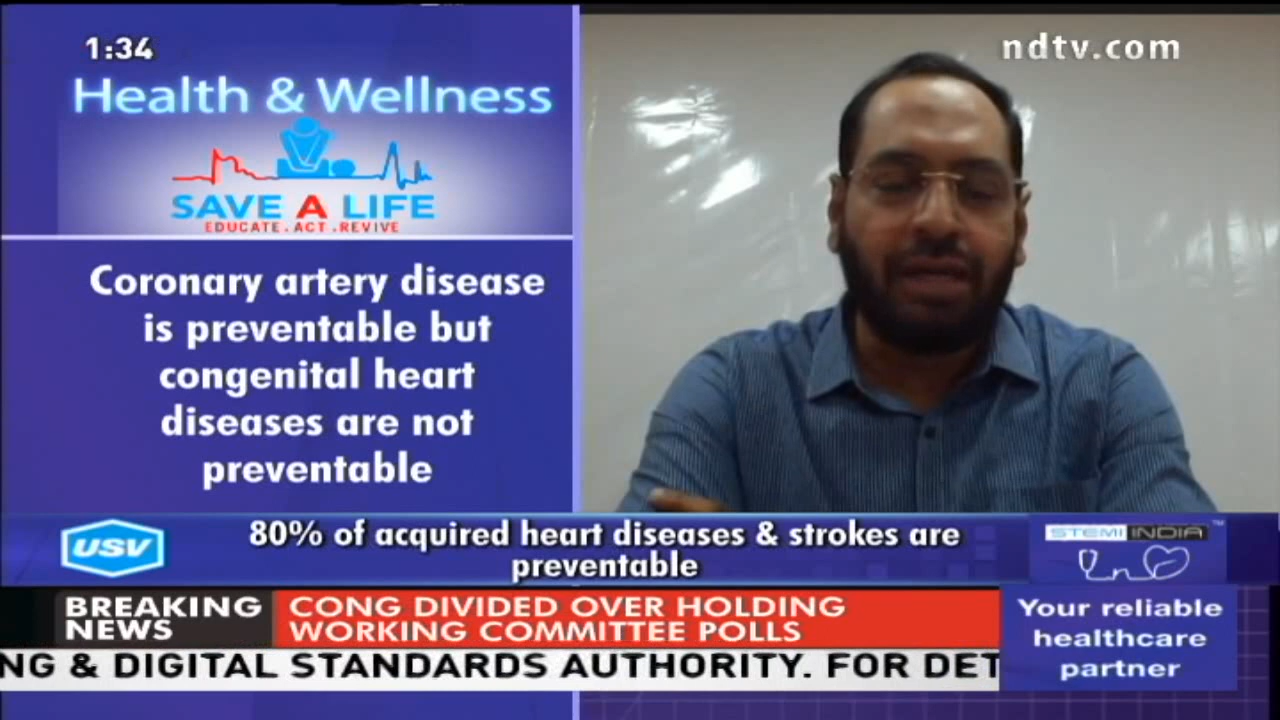 1:34
ndtv.com
Health & Wellness
SAVE A LIFE
EDUCATE . ACT . REVIVE
Coronary artery disease
is preventable but
congenital heart
diseases are not
preventable
USV
80% of acquired heart diseases & strokes are
preventable
STEMI INDIA TM
BREAKING
NEWS
CONG DIVIDED OVER HOLDING
WORKING COMMITTEE POLLS
Your reliable
healthcare
partner
NG & DIGITAL STANDARDS AUTHORITY. FOR DET